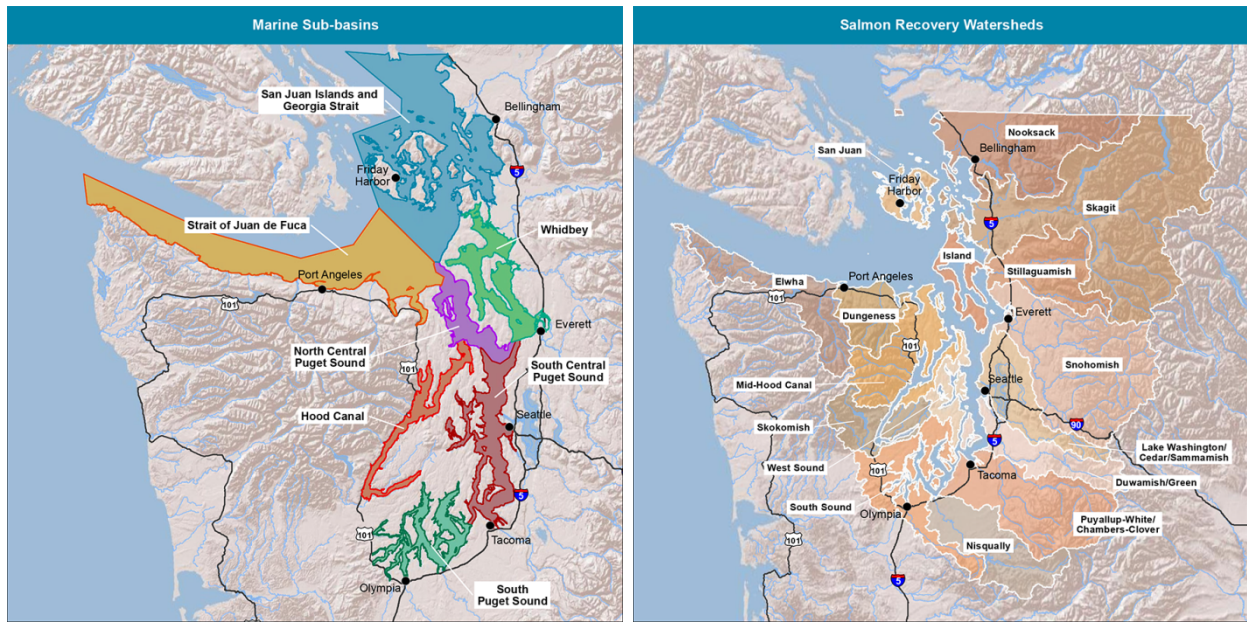 Marine Sub-basins
San Juan Islands and
Georgia Strait
Bellingham
Friday
Harbor
5
Strait of Juan de Fuca
Whidbey
Port Angeles
101
Everett
North Central
Puget Sound
South Central
Puget Sound
101
Hood Canal
Seattle
5
101
Tacoma
Olympia
South
Puget Sound
Salmon Recovery Watersheds
Nooksack
San Juan
Bellingham
Friday
Harbor
Skagit
5
Island
Stillaguamish
Elwha
Port Angeles
101
Dungeness
Everett
101
Snohomish
Mid-Hood Canal
Seattle
90
Skokomish
5
Lake Washington/
Cedar/Sammamish
West Sound
101
Tacoma
Duwamish/Green
South Sound
Olympia
Puyallup-White/
Chambers-Clover
Nisqually
101
5